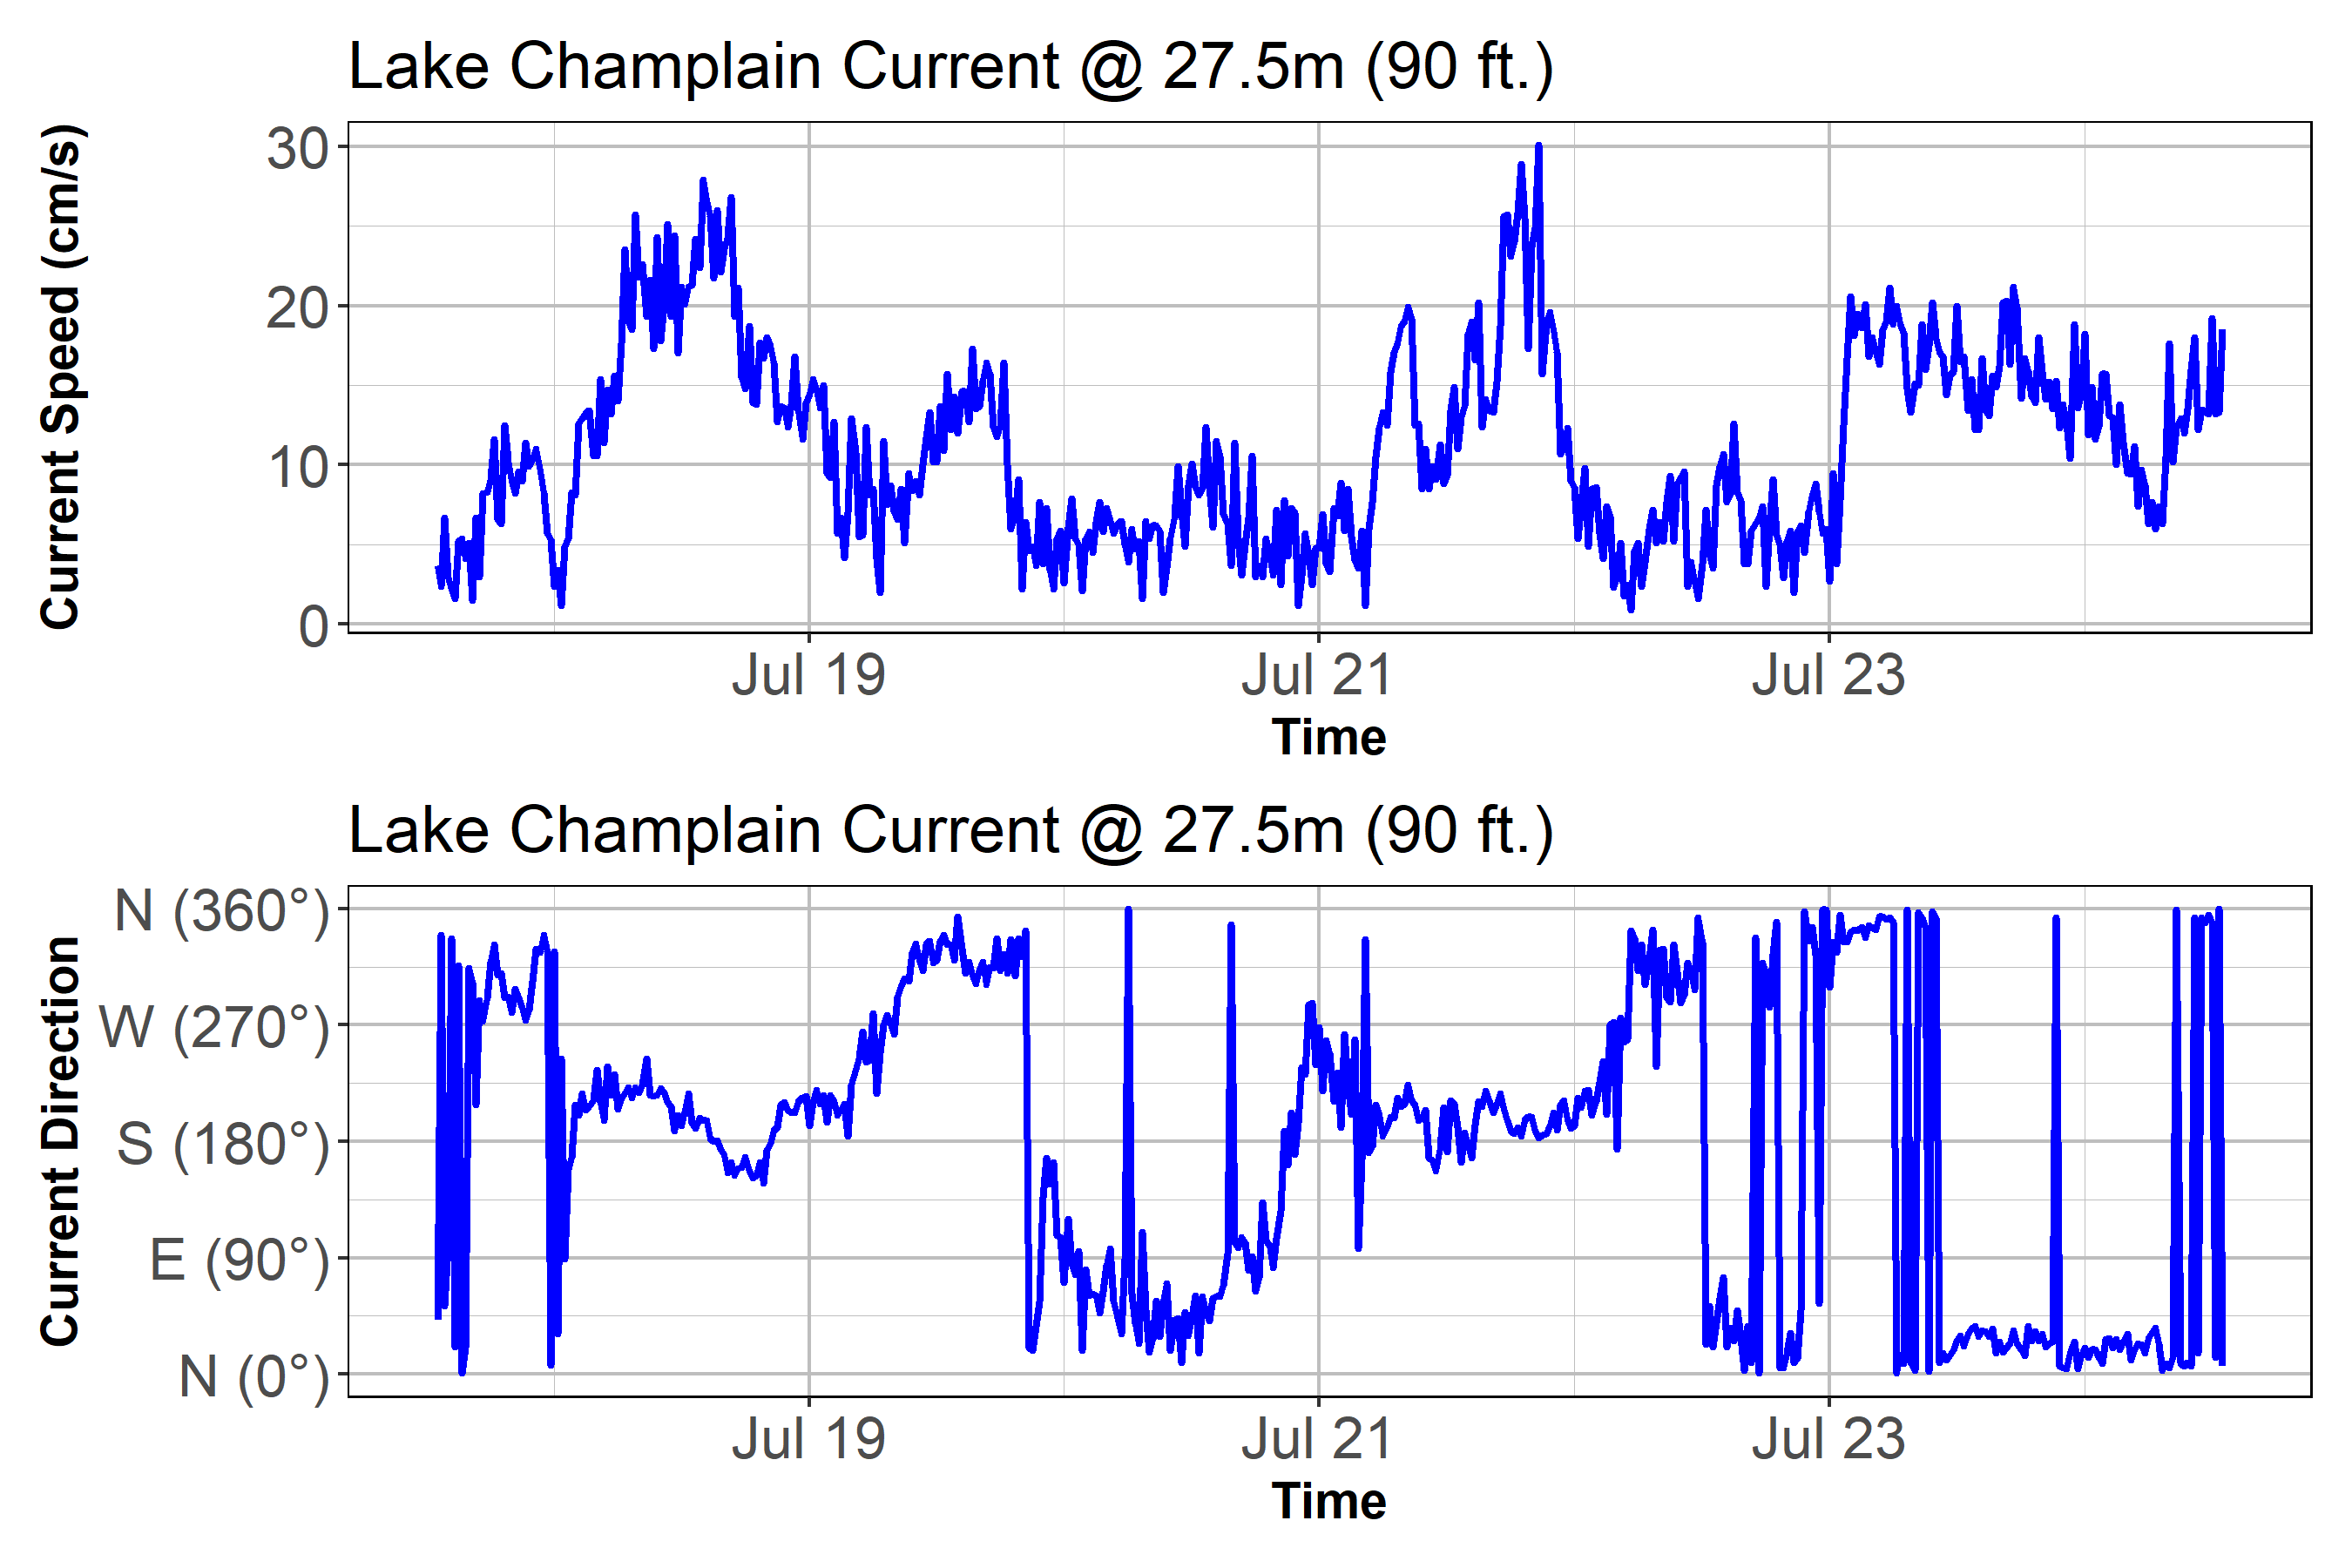 Lake Champlain Current @ 27.5m (90 ft.)
Current Speed (cm/s)
30
20
10
0
Jul 19
Jul 21
Jul 23
Time
Lake Champlain Current @ 27.5m (90 ft.)
Current Direction
N (360°)
W (270°)
S (180°)
E (90°)
N (0°)
Jul 19
Jul 21
Jul 23
Time